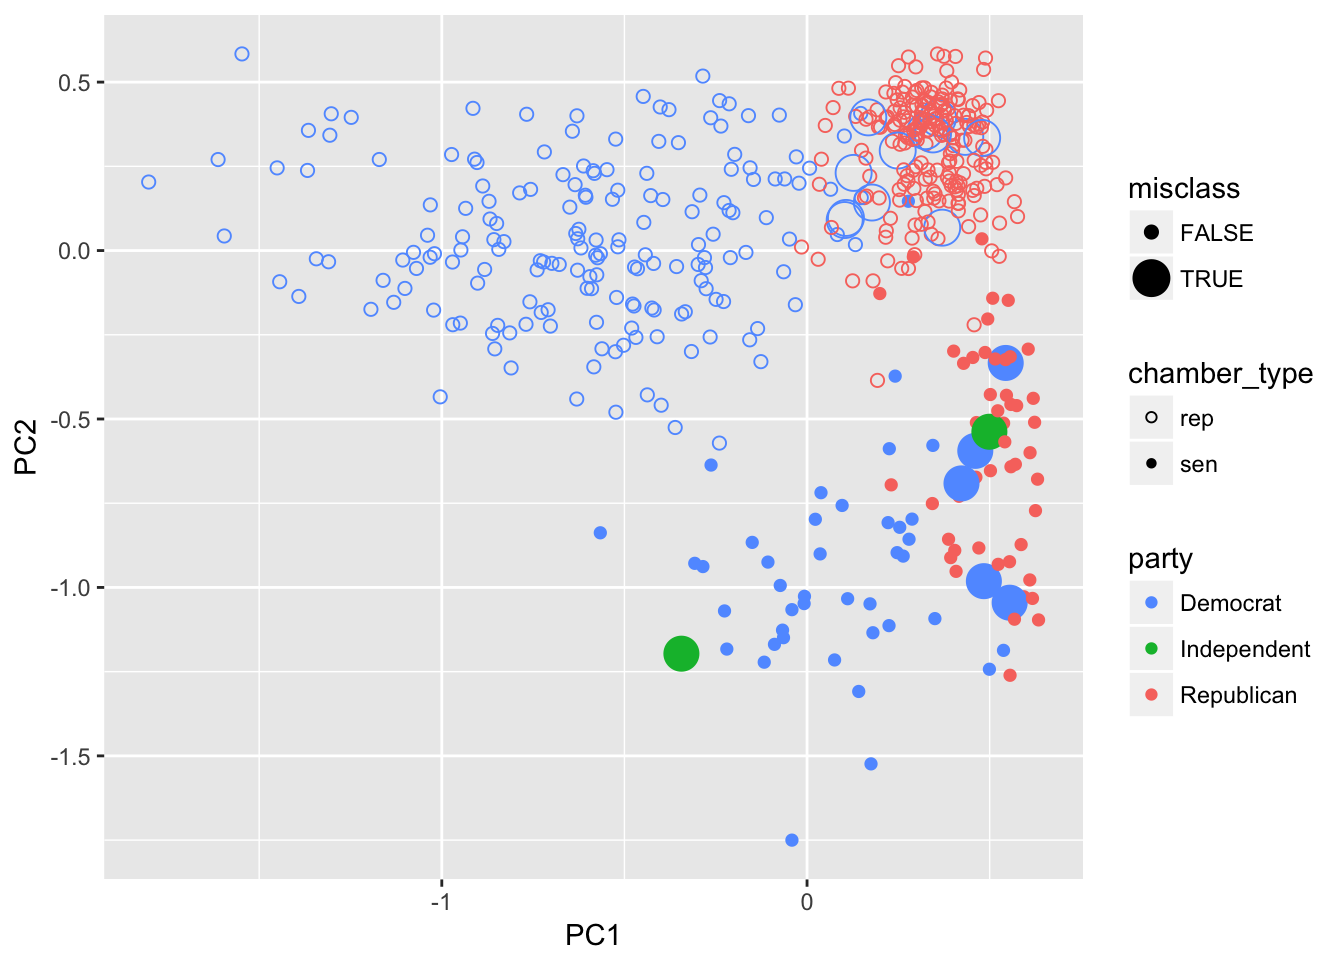 0.5
0.0
-0.5
-1.0
-1.5
-1
0
PC1
PC2
misclass
FALSE
TRUE
chamber_type
rep
sen
party
Democrat
Independent
Republican